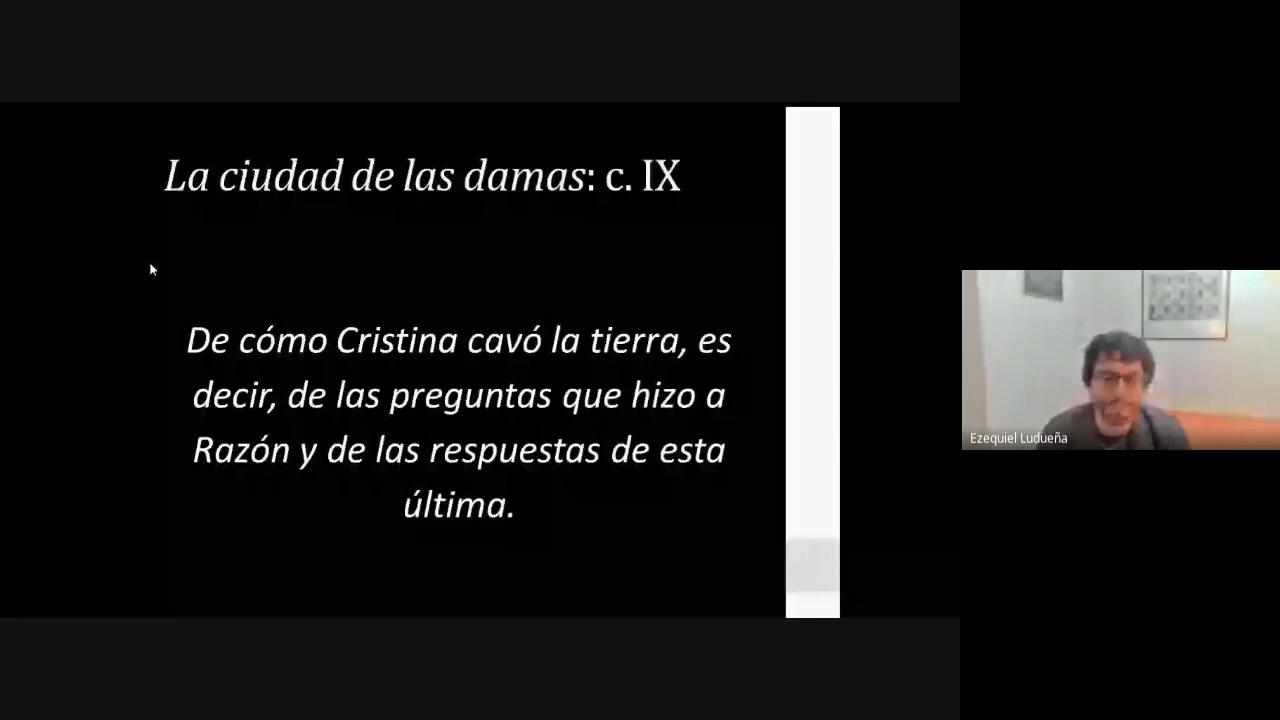 La ciudad de las damas: c. IX
De cómo Cristina cavó la tierra, es
decir, de las preguntas que hizo a
Razón y de las respuestas de esta
última.
Ezequiel Ludueña